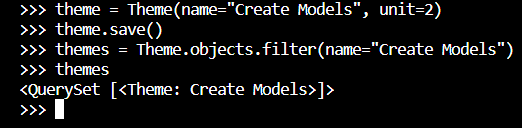 >>> theme = Theme(name="Create Models", unit=2)
>>> theme.save()
>>> themes = Theme.objects.filter(name="Create Models")
>>> themes
<QuerySet [<Theme: Create Models>]>
>>>